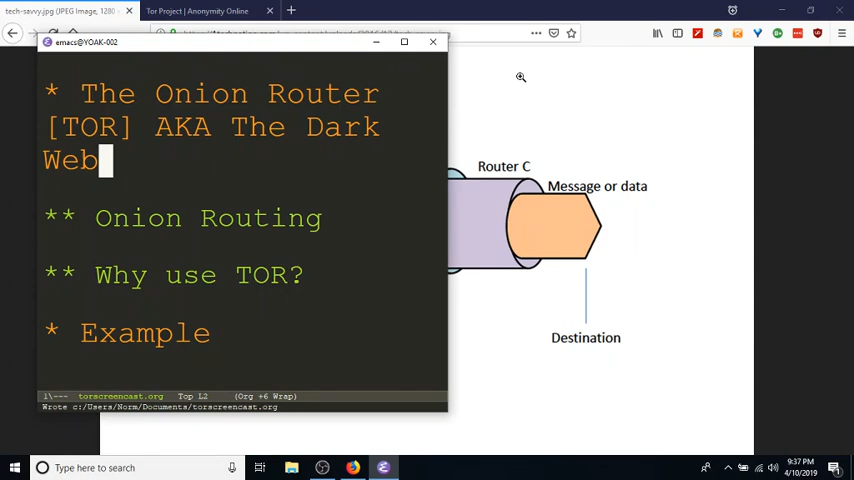 tech-savvy.jpg (JPEG Image, 1280 ×
Tor Project | Anonymity Online
emacs@YOAK-002
* The Onion Router
[TOR] AKA The Dark
Web
** Onion Routing
** Why use TOR?
* Example
1\--- torscreencast.org Top L2 (Org +6 Wrap)
Wrote c:/Users/Norm/Documents/torscreencast.org
Router C
Message or data
Destination
Type here to search
9:37 PM
4/10/2019